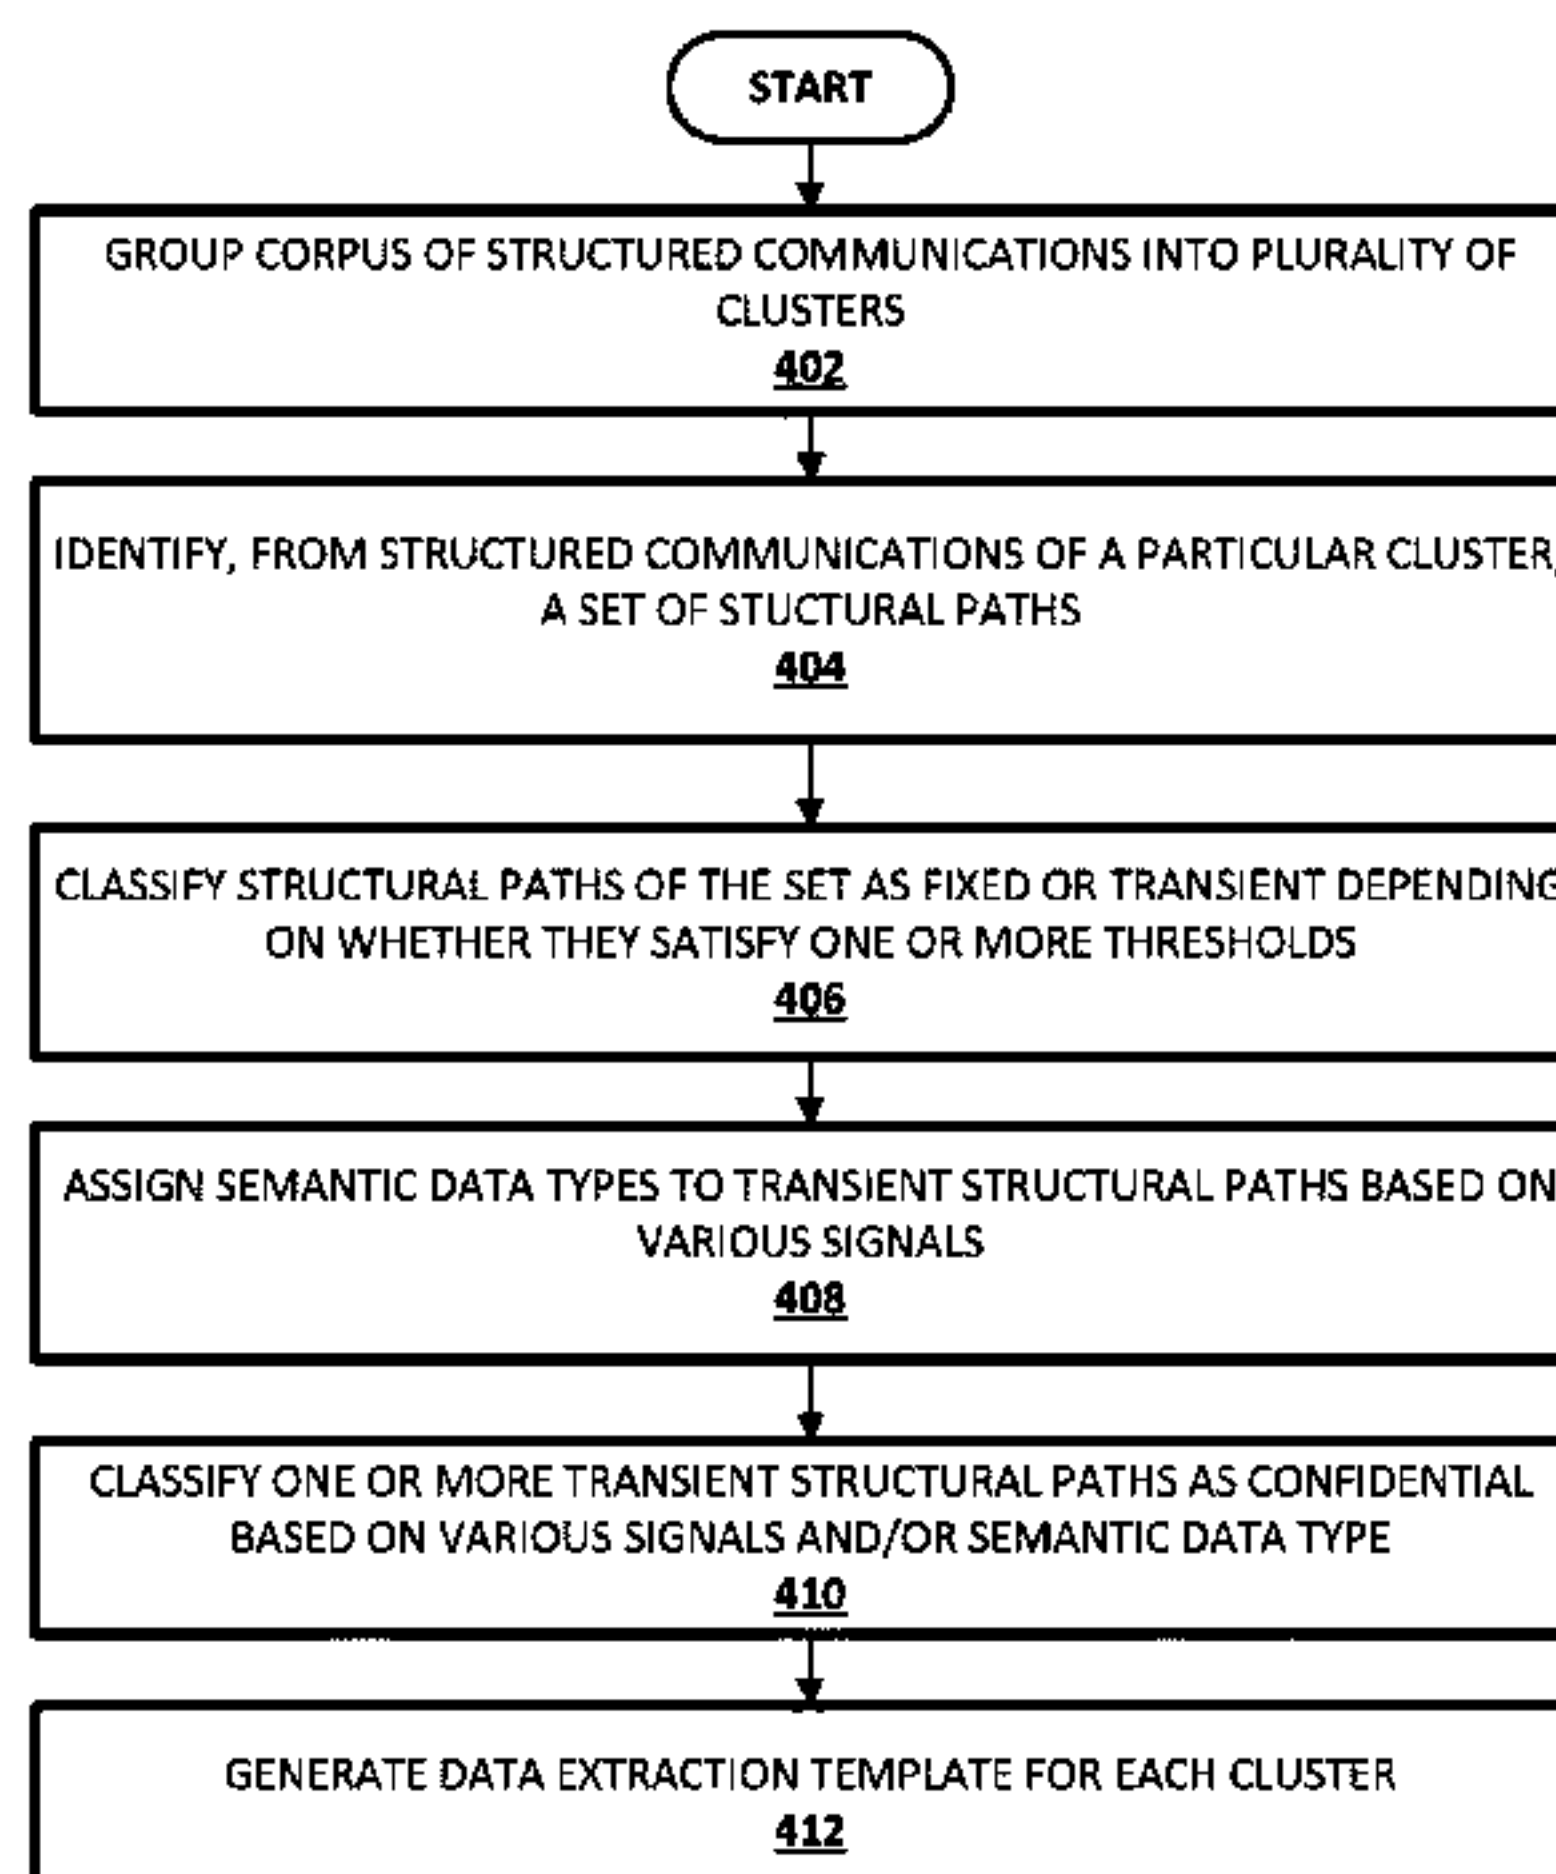 START
GROUP CORPUS OF STRUCTURED COMMUNICATIONS INTO PLURALITY OF
CLUSTERS
402
IDENTIFY, FROM STRUCTURED COMMUNICATIONS OF A PARTICULAR CLUSTER,
A SET OF STUCTURAL PATHS
404
CLASSIFY STRUCTURAL PATHS OF THE SET AS FIXED OR TRANSIENT DEPENDING
ON WHETHER THEY SATISFY ONE OR MORE THRESHOLDS
406
ASSIGN SEMANTIC DATA TYPES TO TRANSIENT STRUCTURAL PATHS BASED ON
VARIOUS SIGNALS
408
CLASSIFY ONE OR MORE TRANSIENT STRUCTURAL PATHS AS CONFIDENTIAL
BASED ON VARIOUS SIGNALS AND/OR SEMANTIC DATA TYPE
410
GENERATE DATA EXTRACTION TEMPLATE FOR EACH CLUSTER
412